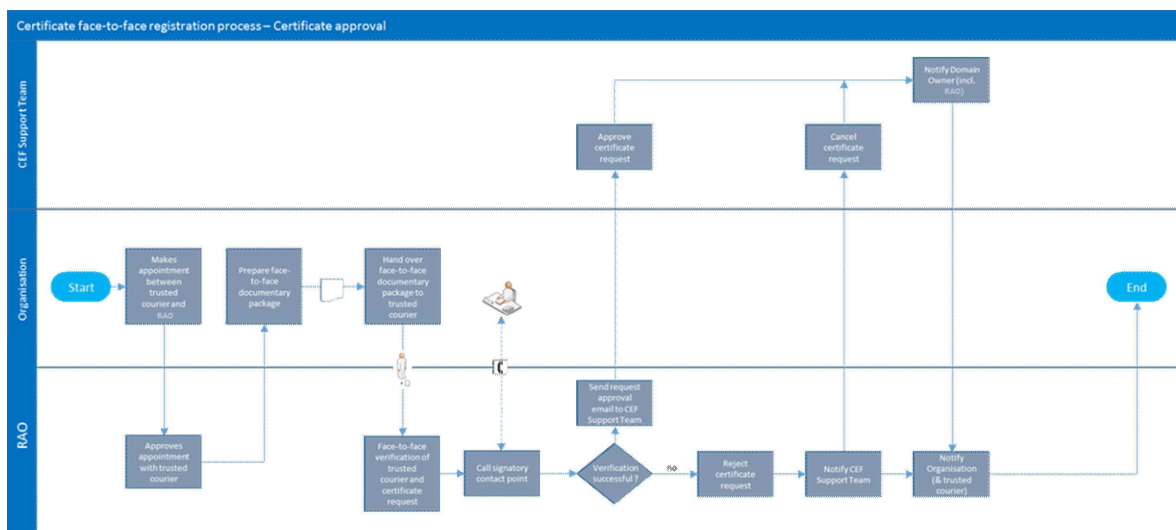 Certificate face-to-face registration process – Certificate approval
CEF Support Team
Notify Domain
Owner (incl.
RAO)
Approve
certificate
request
Cancel
certificate
request
Organisation
Start
Makes
appointment
between
trusted
courier and RAO
Prepare face-
to-face
documentary
package
Hand over
face-to-face
documentary
package to
trusted
courier
End
RAO
Approves
appointment
with trusted
courier
Face-to-face
verification of
trusted
courier and
certificate
request
Call signatory
contact point
Send request
approval
email to CEF
Support Team
Verification
successful ?
no
Reject
certificate
request
Notify CEF
Support Team
Notify
Organisation
(& trusted
courier)